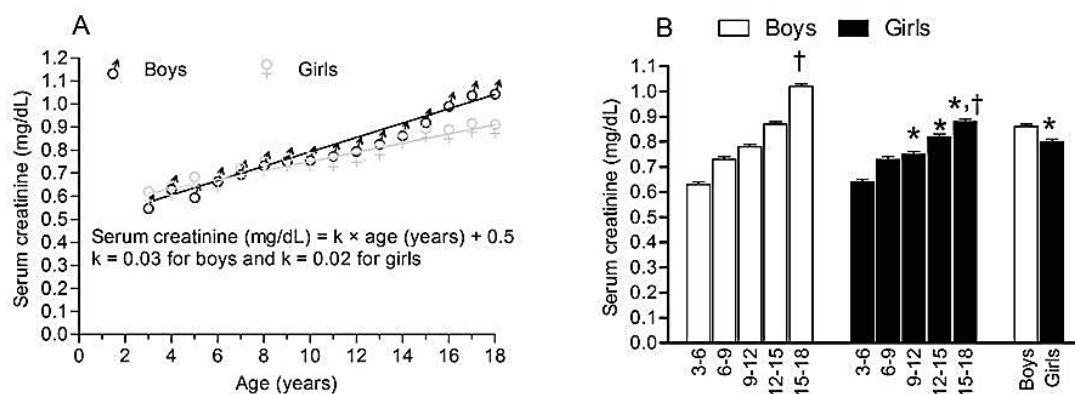 A
Serum creatinine (mg/dL)
1.2
1.1
1.0
0.9
0.8
0.7
0.6
0.5
0.4
0.3
0.2
0.1
0.0
Boys
Girls
Serum creatinine (mg/dL) = k × age (years) + 0.5
k = 0.03 for boys and k = 0.02 for girls
0 2 4 6 8 10 12 14 16 18
Age (years)
B
Boys
Girls
Serum creatinine (mg/dL)
1.1
1.0
0.9
0.8
0.7
0.6
0.5
0.4
0.3
0.2
0.1
0.0
†
* * *,† *
3-6 6-9 9-12 12-15 15-18
3-6 6-9 9-12 12-15 15-18
Boys Girls